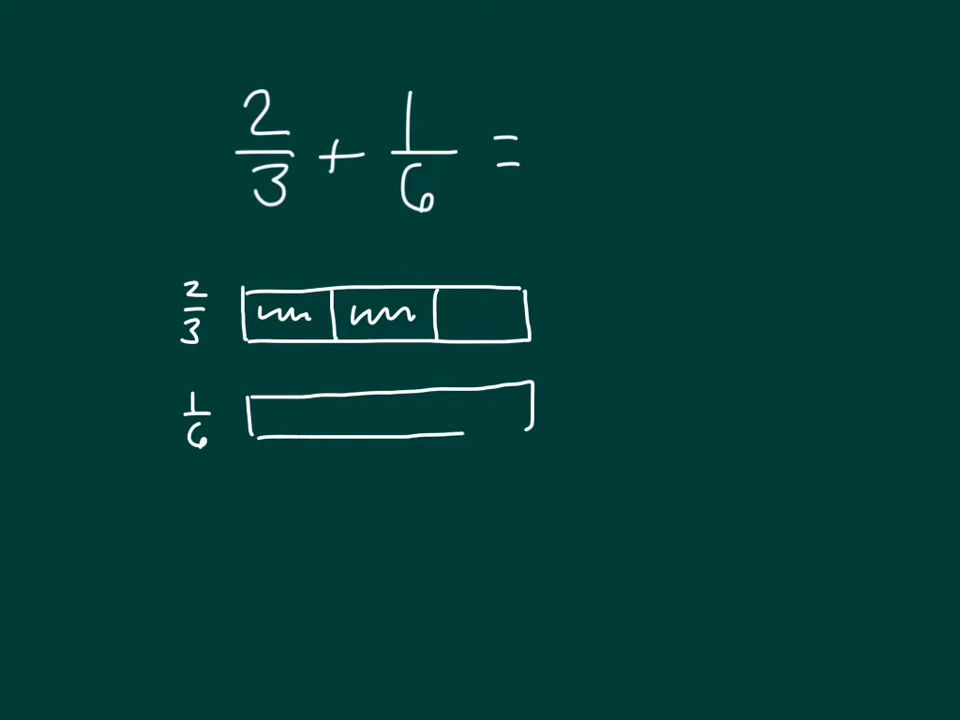 2/3 + 1/6 =
2/3
1/6